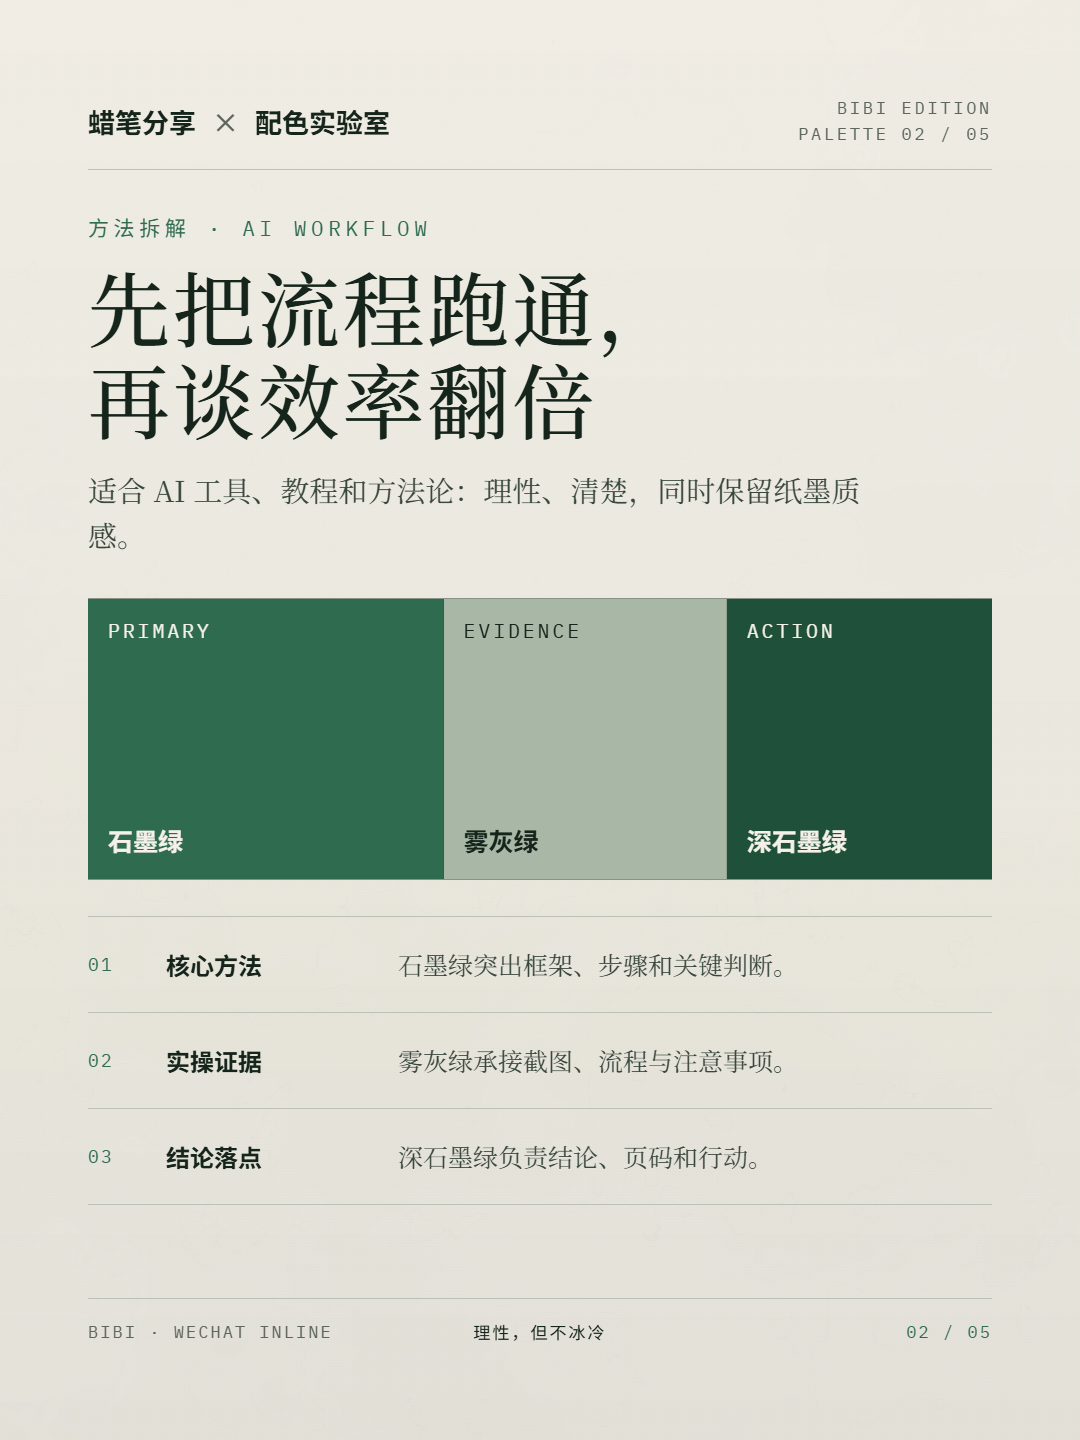 蜡笔分享 × 配色实验室
BIBI EDITION
PALETTE 02 / 05
方法拆解 · AI WORKFLOW
先把流程跑通，
再谈效率翻倍
适合 AI 工具、教程和方法论：理性、清楚，同时保留纸墨质
感。
PRIMARY
石墨绿
EVIDENCE
雾灰绿
ACTION
深石墨绿
01 核心方法 石墨绿突出框架、步骤和关键判断。
02 实操证据 雾灰绿承接截图、流程与注意事项。
03 结论落点 深石墨绿负责结论、页码和行动。
BIBI · WECHAT INLINE 理性，但不冰冷 02 / 05